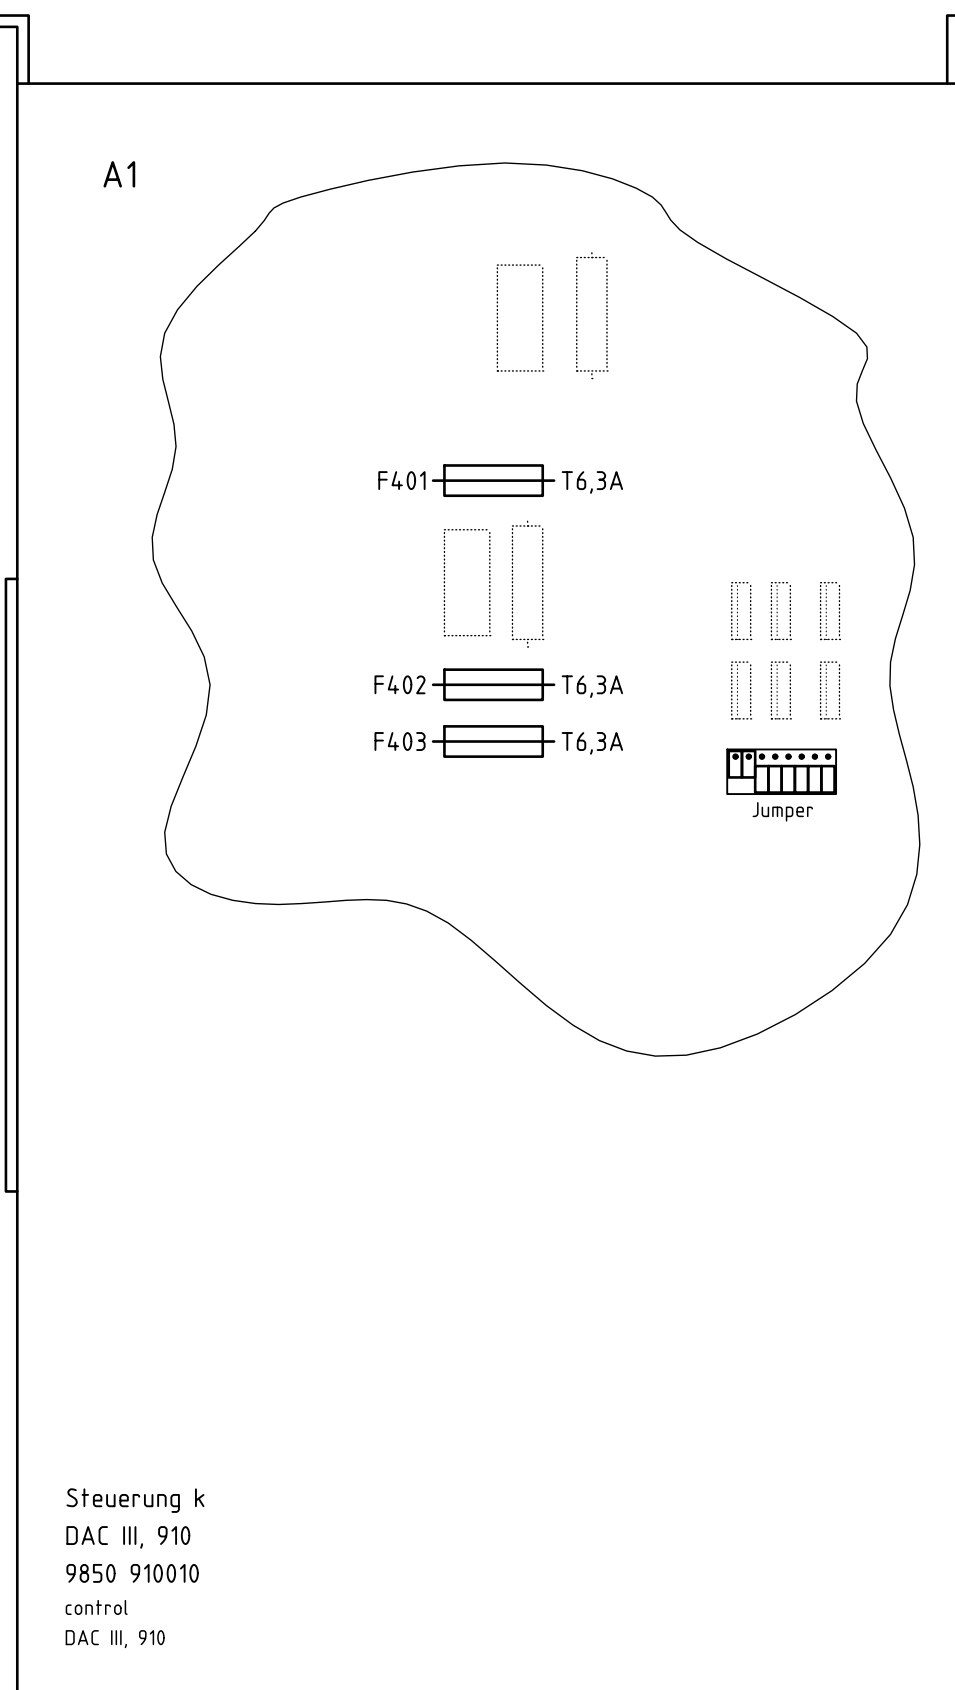 A1
F401 T6,3A
F402 T6,3A
F403 T6,3A
Jumper
Steuerung k
DAC III, 910
9850 910010
control
DAC III, 910